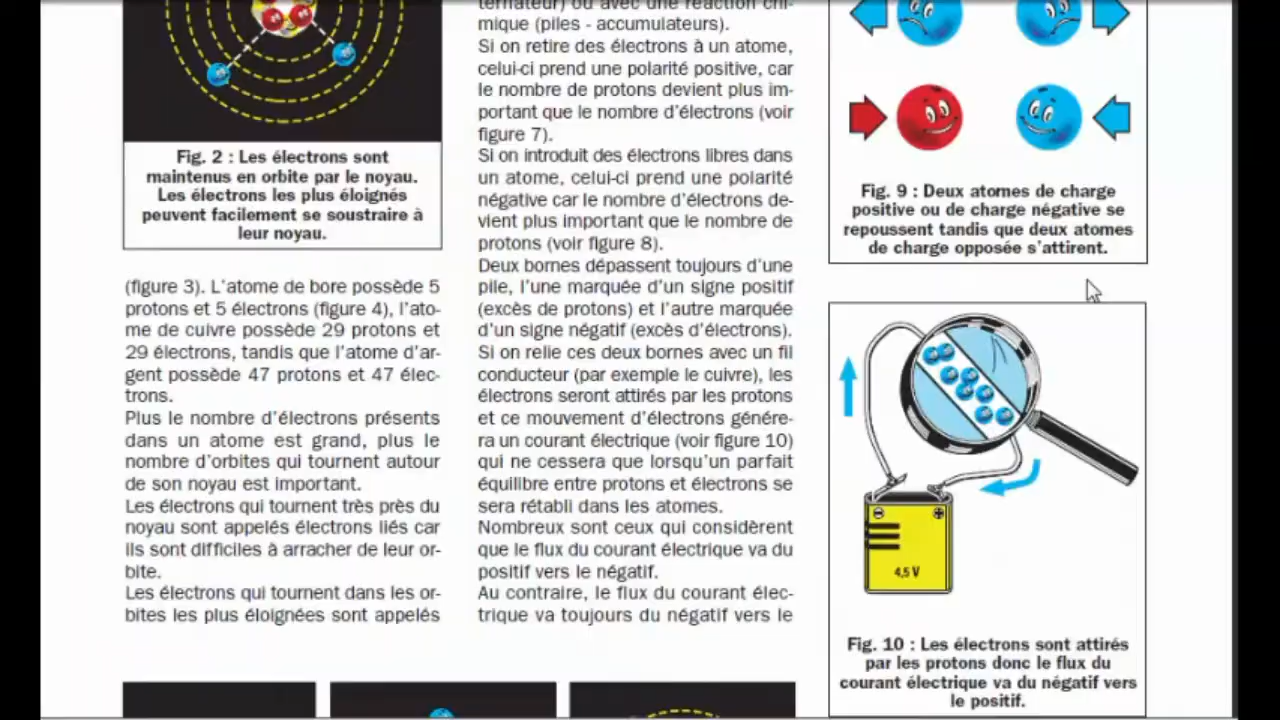 Fig. 2 : Les électrons sont
maintenus en orbite par le noyau.
Les électrons les plus éloignés
peuvent facilement se soustraire à
leur noyau.
(figure 3). L'atome de bore possède 5
protons et 5 électrons (figure 4), l'ato-
me de cuivre possède 29 protons et
29 électrons, tandis que l'atome d'ar-
gent possède 47 protons et 47 élec-
trons.
Plus le nombre d'électrons présents
dans un atome est grand, plus le
nombre d'orbites qui tournent autour
de son noyau est important.
Les électrons qui tournent très près du
noyau sont appelés électrons liés car
ils sont difficiles à arracher de leur or-
bite.
Les électrons qui tournent dans les or-
bites les plus éloignées sont appelés
ternateur) ou avec une réaction chi-
mique (piles - accumulateurs).
Si on retire des électrons à un atome,
celui-ci prend une polarité positive, car
le nombre de protons devient plus im-
portant que le nombre d'électrons (voir
figure 7).
Si on introduit des électrons libres dans
un atome, celui-ci prend une polarité
négative car le nombre d'électrons de-
vient plus important que le nombre de
protons (voir figure 8).
Deux bornes dépassent toujours d'une
pile, l'une marquée d'un signe positif
(excès de protons) et l'autre marquée
d'un signe négatif (excès d'électrons).
Si on relie ces deux bornes avec un fil
conducteur (par exemple le cuivre), les
électrons seront attirés par les protons
et ce mouvement d'électrons génére-
ra un courant électrique (voir figure 10)
qui ne cessera que lorsqu'un parfait
équilibre entre protons et électrons se
sera rétabli dans les atomes.
Nombreux sont ceux qui considèrent
que le flux du courant électrique va du
positif vers le négatif.
Au contraire, le flux du courant élec-
trique va toujours du négatif vers le
Fig. 9 : Deux atomes de charge
positive ou de charge négative se
repoussent tandis que deux atomes
de charge opposée s'attirent.
- +
4,5 V
Fig. 10 : Les électrons sont attirés
par les protons donc le flux du
courant électrique va du négatif vers
le positif.